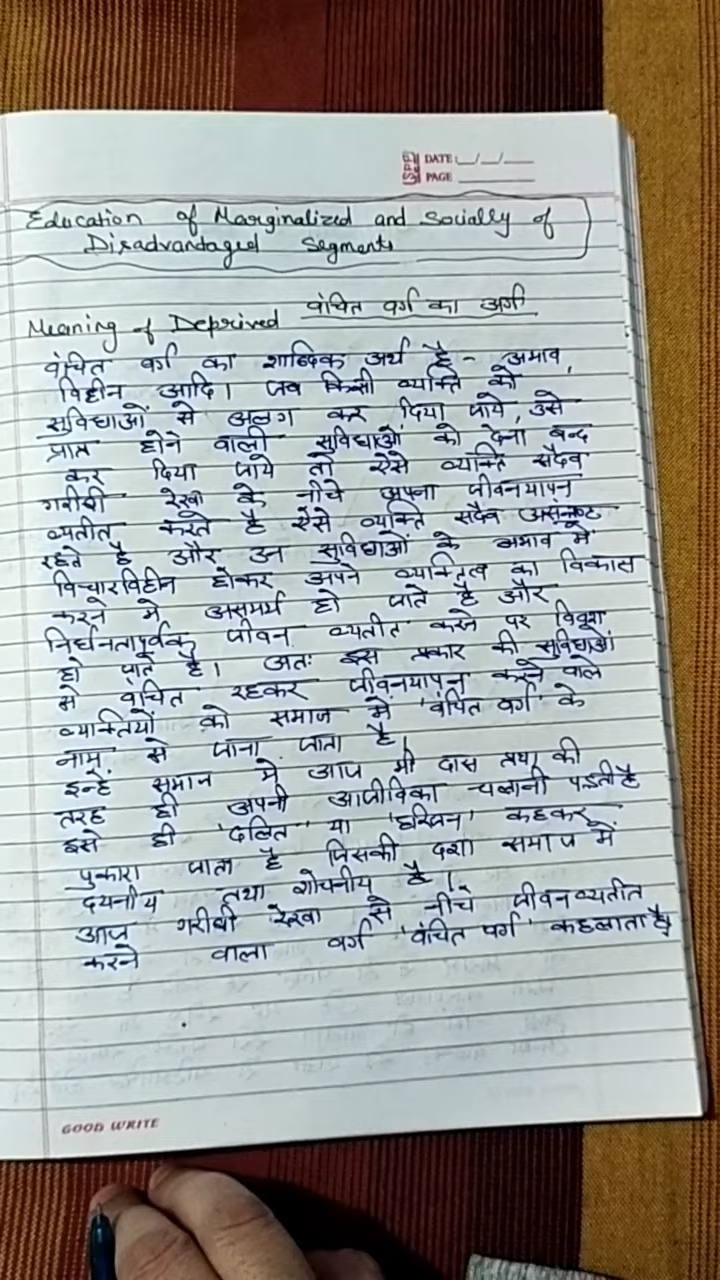 DATE:__/__/__
PAGE
Education of Marginalized and Socially of
Disadvantaged Segments
Meaning of Deprived वंचित वर्ग का अर्थ
वंचित वर्ग का शाब्दिक अर्थ है - अभाव,
विहीन आदि। जब किसी व्यक्ति को
सुविधाओं से अलग कर दिया जाये, उसे
प्राप्त होने वाली सुविधाओं को देना बन्द
कर दिया जाये तो ऐसे व्यक्ति सदैव
गरीबी रेखा के नीचे अपना जीवनयापन
व्यतीत करते है ऐसे व्यक्ति सदैव असन्तुष्ट
रहते है और उन सुविधाओं के अभाव में
विचारविहीन होकर अपने व्यक्तित्व का विकास
करने मे असमर्थ हो जाते है और
निर्धनतापूर्वक जीवन व्यतीत करने पर विवश
हो जाते है। अतः इस प्रकार की सुविधाओं
से वंचित रहकर जीवनयापन करने वाले
व्यक्तियों को समाज में 'वंचित वर्ग' के
नाम से जाना जाता है।
इन्हें समाज मे आज भी दास तथा की
तरह ही अपनी आजीविका चलानी पड़ती है
इसे ही 'दलित' या 'हरिजन' कहकर
पुकारा जाता है जिसकी दशा समाज में
दयनीय तथा शोचनीय है।
आज गरीबी रेखा से नीचे जीवनव्यतीत
करने वाला वर्ग 'वंचित वर्ग' कहलाता है।
GOOD WRITE